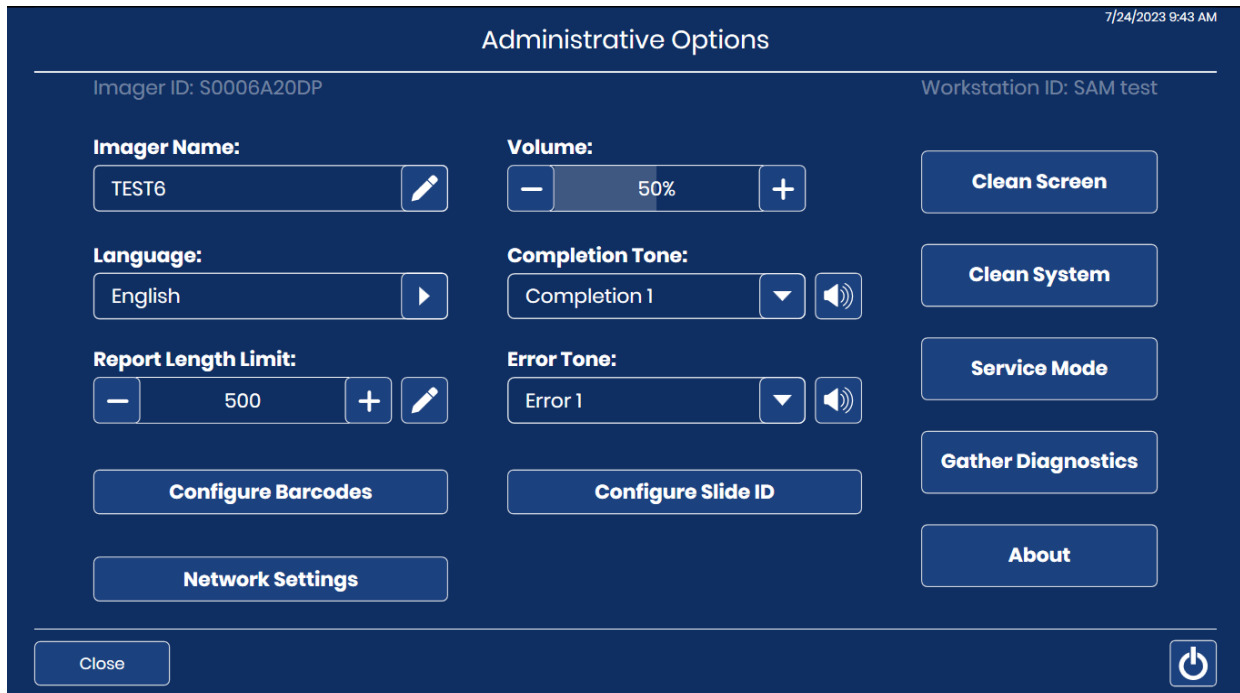 7/24/2023 9:43 AM
Administrative Options
Imager ID: S0006A20DP
Workstation ID: SAM test
Imager Name:
TEST6
Volume:
50%
Clean Screen
Language:
English
Completion Tone:
Completion 1
Clean System
Report Length Limit:
500
Error Tone:
Error 1
Service Mode
Gather Diagnostics
Configure Barcodes
Configure Slide ID
About
Network Settings
Close